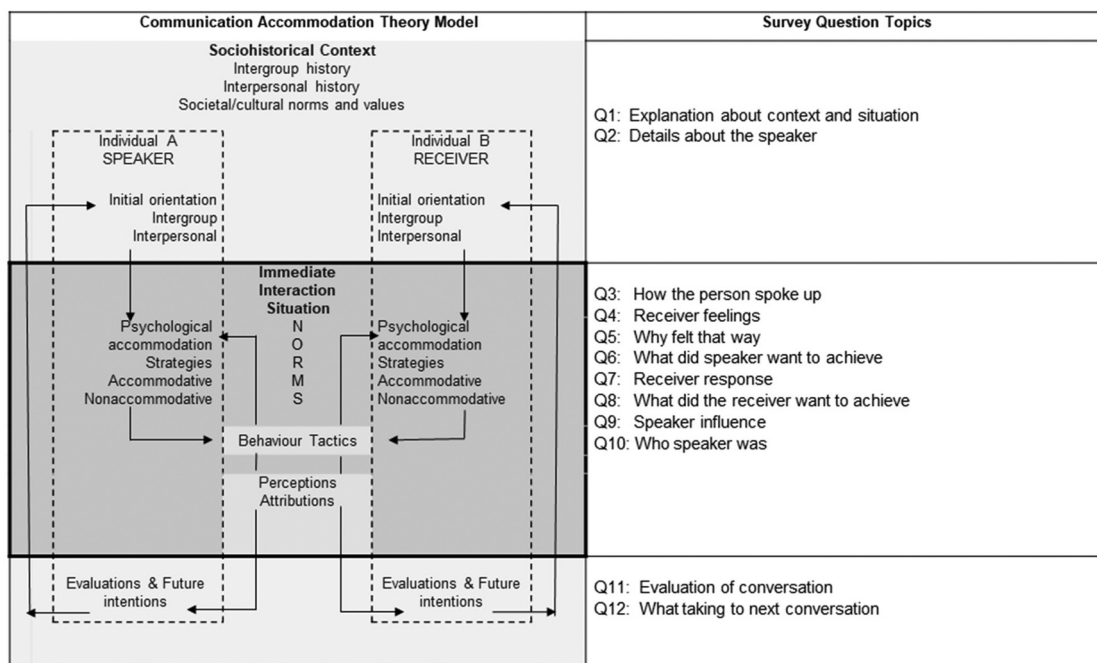 Communication Accommodation Theory Model
Survey Question Topics
Sociohistorical Context
Intergroup history
Interpersonal history
Societal/cultural norms and values
Individual A
SPEAKER
Individual B
RECEIVER
Initial orientation
Intergroup
Interpersonal
Initial orientation
Intergroup
Interpersonal
Q1: Explanation about context and situation
Q2: Details about the speaker
Immediate
Interaction
Situation
N
O
R
M
S
Psychological
accommodation
Strategies
Accommodative
Nonaccommodative
Psychological
accommodation
Strategies
Accommodative
Nonaccommodative
Behaviour Tactics
Perceptions
Attributions
Q3: How the person spoke up
Q4: Receiver feelings
Q5: Why felt that way
Q6: What did speaker want to achieve
Q7: Receiver response
Q8: What did the receiver want to achieve
Q9: Speaker influence
Q10: Who speaker was
Evaluations & Future
intentions
Evaluations & Future
intentions
Q11: Evaluation of conversation
Q12: What taking to next conversation